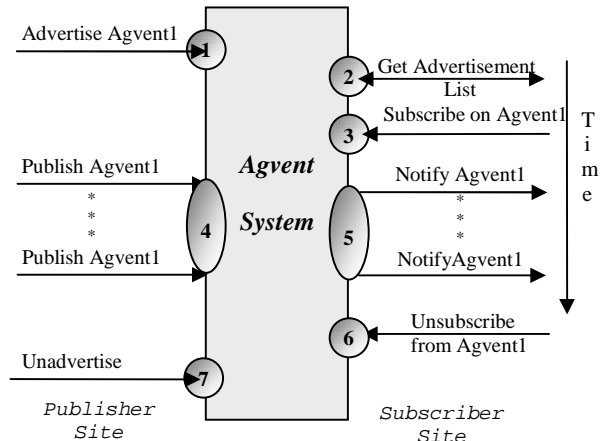 Advertise Agvent1
1
2
Get Advertisement
List
3
Subscribe on Agvent1
Publish Agvent1
*
*
*
Publish Agvent1
4
Agvent
System
5
Notify Agvent1
*
*
*
NotifyAgvent1
6
Unsubscribe
from Agvent1
Unadvertise
7
Publisher
Site
Subscriber
Site
T
i
m
e